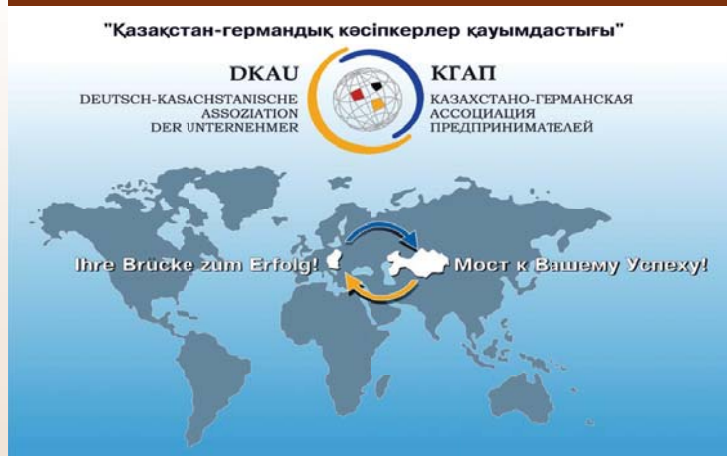 "Қазақстан-германдық кәсіпкерлер қауымдастығы"
DKAU
DEUTSCH-KASACHSTANISCHE
ASSOZIATION
DER UNTERNEHMER
КГАП
КАЗАХСТАНО-ГЕРМАНСКАЯ
АССОЦИАЦИЯ
ПРЕДПРИНИМАТЕЛЕЙ
Ihre Brücke zum Erfolg!
Мост к Вашему Успеху!